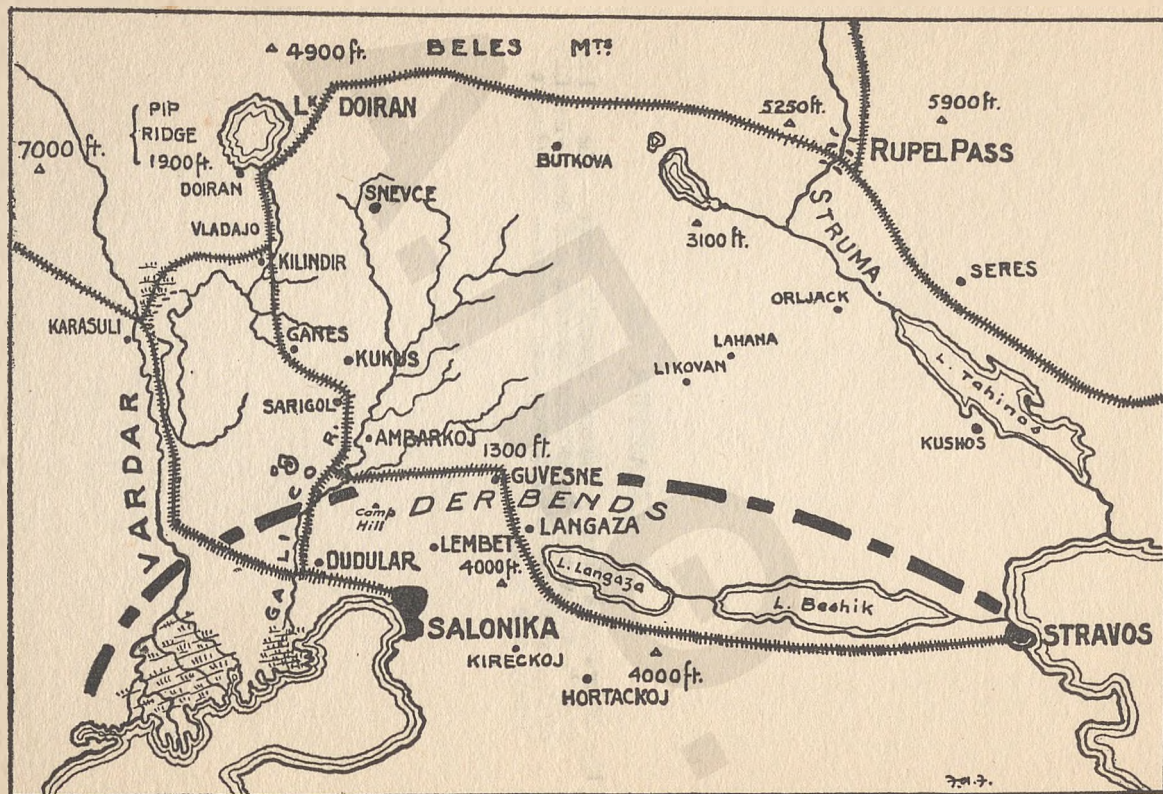 4900 ft.
BELES MTS
PIP
RIDGE
1900 ft.
LK DOIRAN
5250 ft.
5900 ft.
7000 ft.
DOIRAN
BUTKOVA
RUPEL PASS
SNEVCE
VLADAJO
KILINDIR
3100 ft.
STRUMA
SERES
KARASULI
ORLJACK
GANES
KUKUS
LAHANA
LIKOVAN
L. Tahinos
SARIGOL
KUSHOS
VARDAR
AMBARKOJ
1300 ft.
GUVESNE
GALICO R.
Camp
Hill
DERBENDS
LANGAZA
LEMBET
4000 ft.
DUDULAR
L. Langaza
L. Beshik
SALONIKA
STRAVOS
KIRECKOJ
4000 ft.
HORTACKOJ
J.A.J.